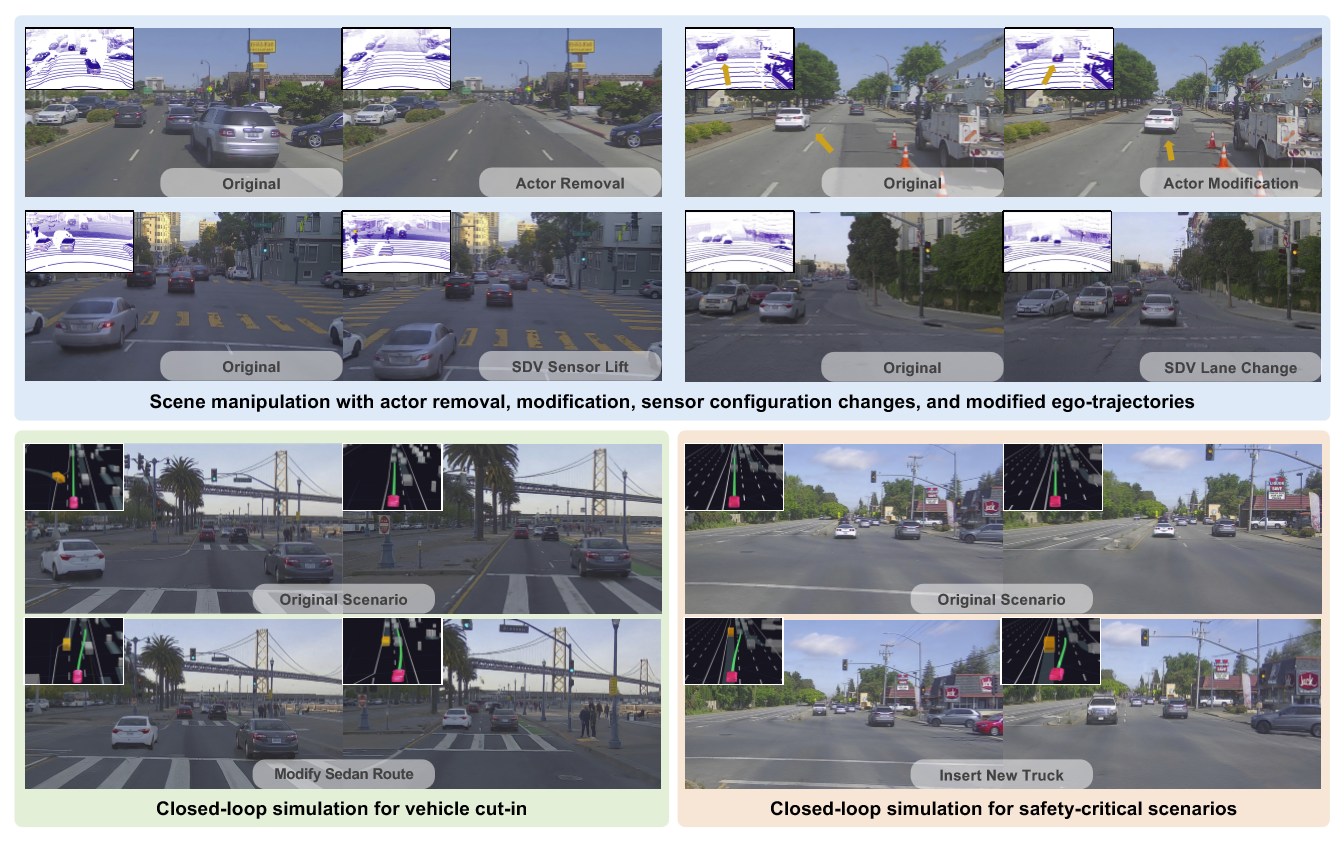 Original
Actor Removal
Original
Actor Modification
Original
SDV Sensor Lift
Original
SDV Lane Change
Scene manipulation with actor removal, modification, sensor configuration changes, and modified ego-trajectories
Original Scenario
Original Scenario
Modify Sedan Route
Insert New Truck
Closed-loop simulation for vehicle cut-in
Closed-loop simulation for safety-critical scenarios